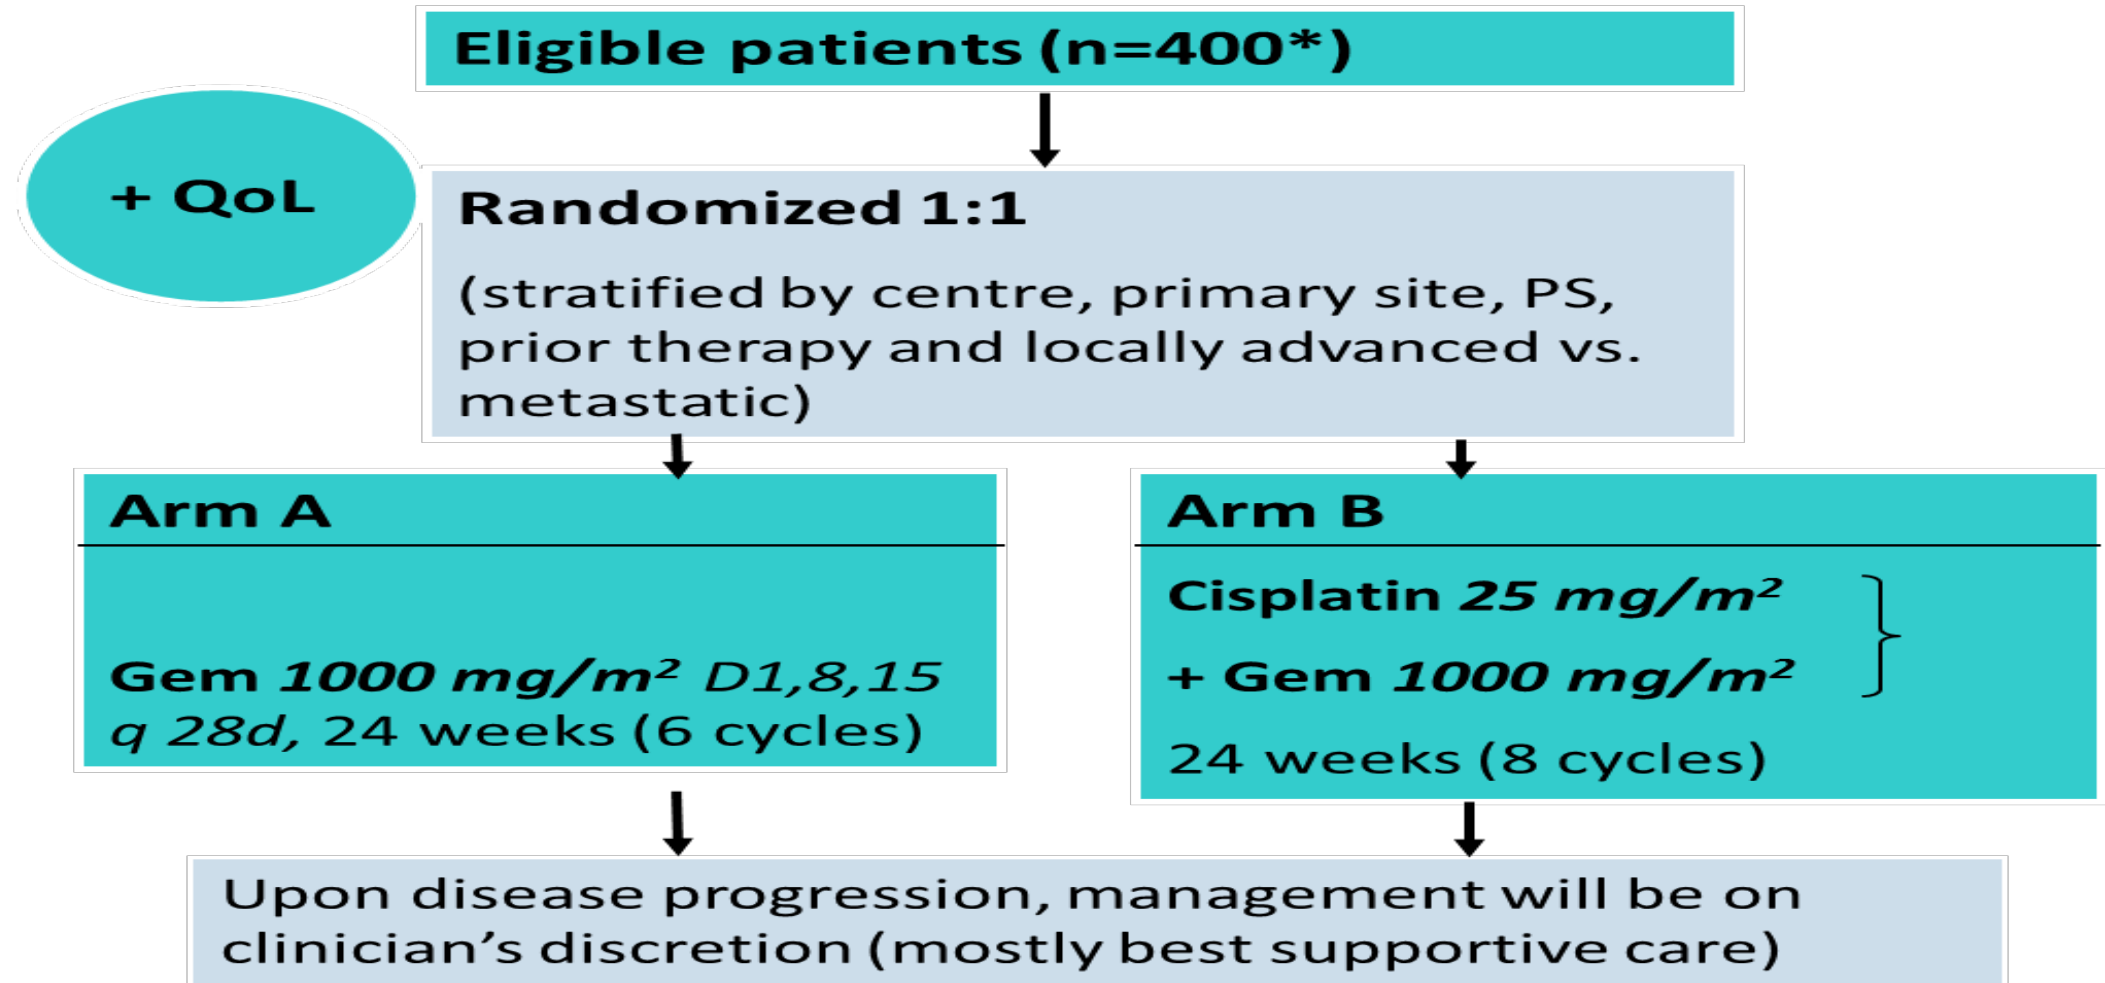 Eligible patients (n=400*)
+ QoL
Randomized 1:1
(stratified by centre, primary site, PS,
prior therapy and locally advanced vs.
metastatic)
Arm A
Gem 1000 mg/m² D1,8,15
q 28d, 24 weeks (6 cycles)
Arm B
Cisplatin 25 mg/m²
+ Gem 1000 mg/m²
24 weeks (8 cycles)
Upon disease progression, management will be on
clinician’s discretion (mostly best supportive care)